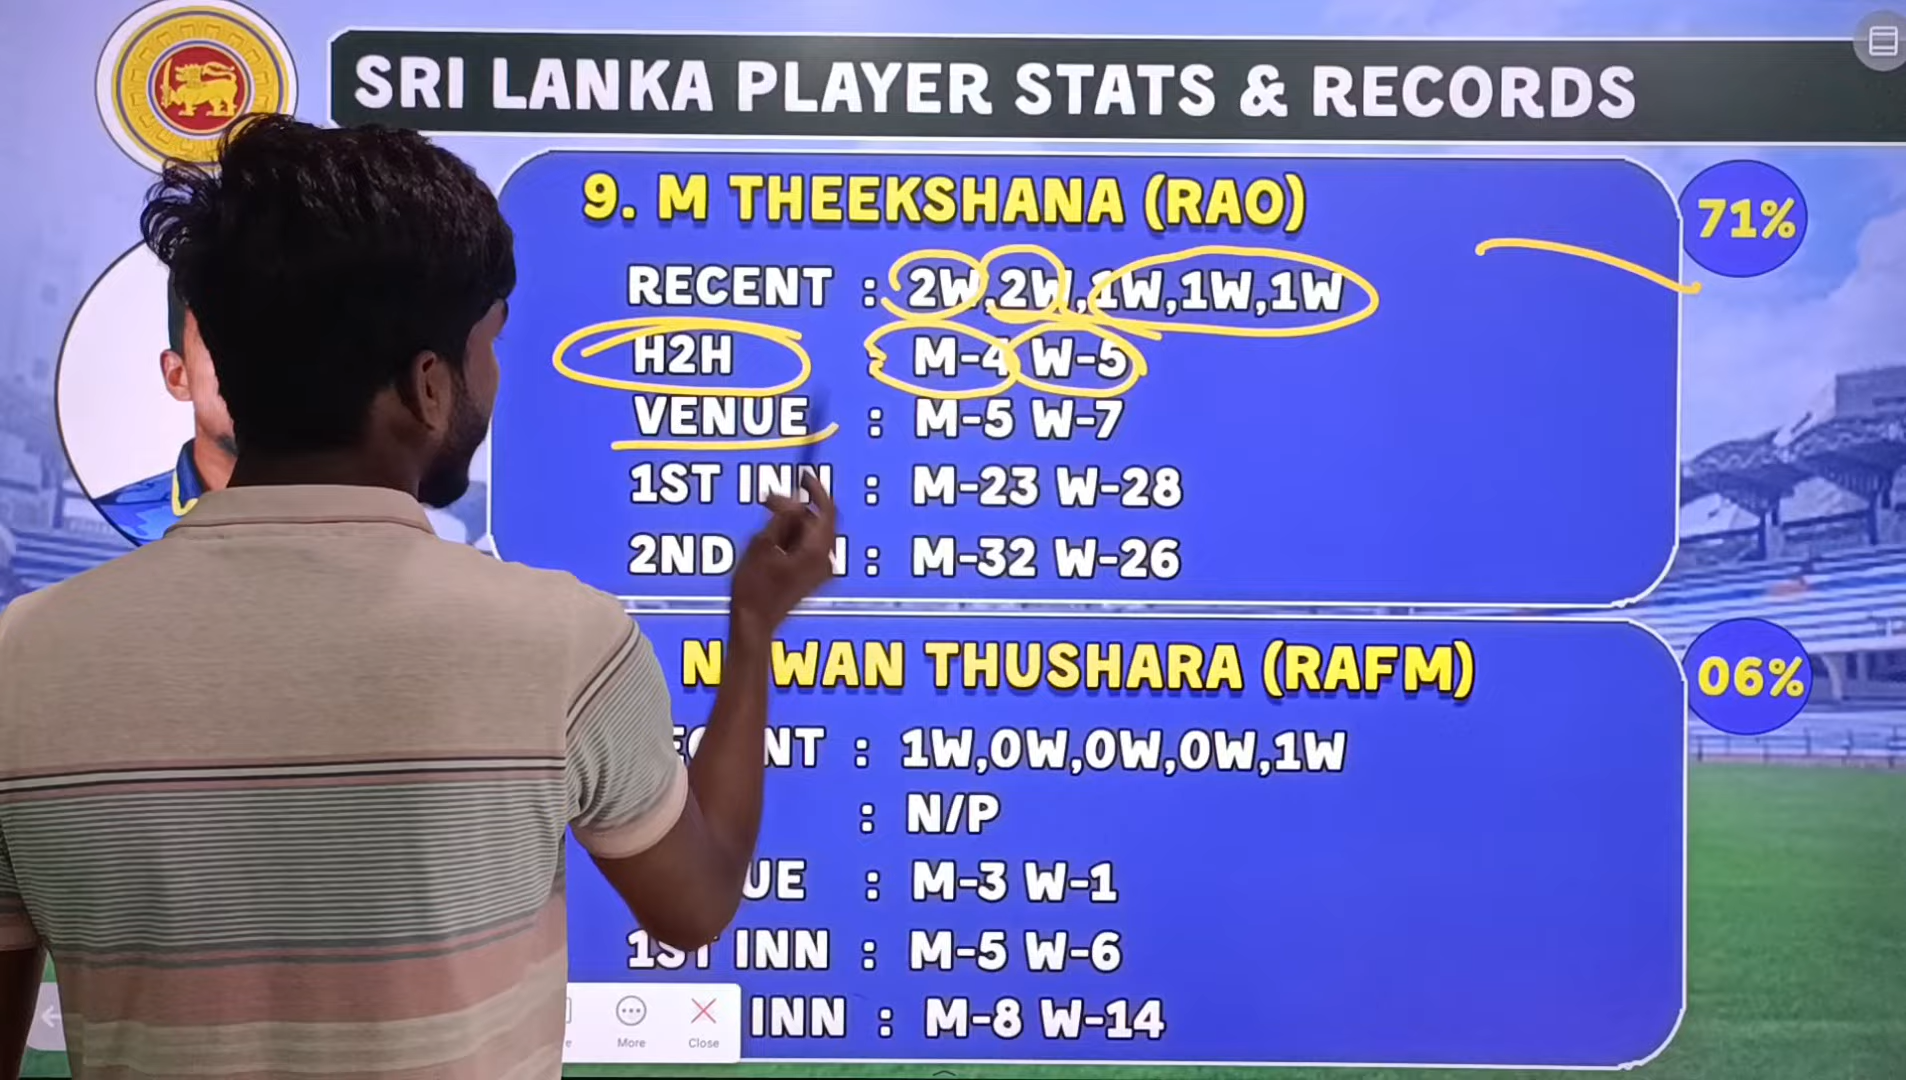 SRI LANKA PLAYER STATS & RECORDS
9. M THEEKSHANA (RAO)
71%
RECENT : 2W,2W,1W,1W,1W
H2H : M-4 W-5
VENUE : M-5 W-7
1ST INN : M-23 W-28
2ND : M-32 W-26
THUSHARA (RAFM)
06%
: 1W,0W,0W,0W,1W
: N/P
: M-3 W-1
1ST INN : M-5 W-6
INN : M-8 W-14
More
Close